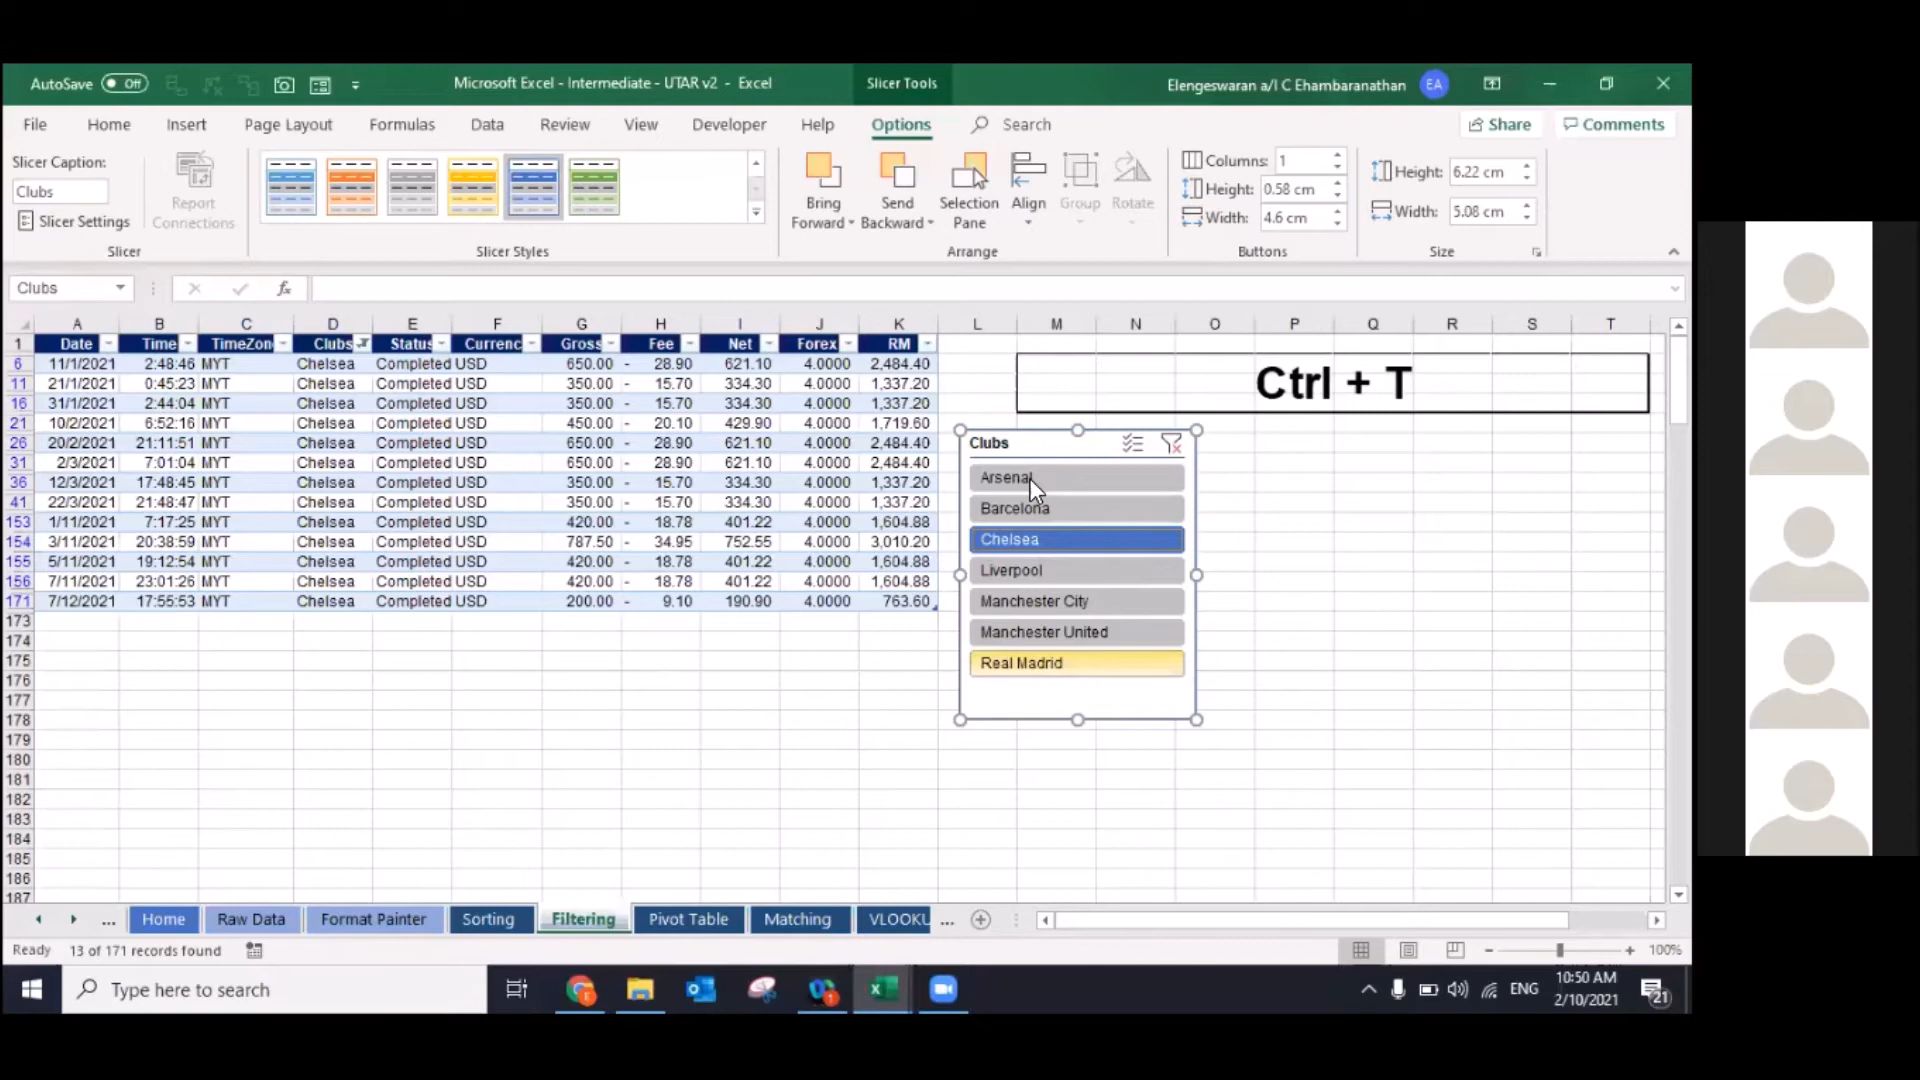 AutoSave Off Microsoft Excel - Intermediate - UTAR v2 - Excel Slicer Tools Elengeswaran a/l C Ehambaranathan EA
File Home Insert Page Layout Formulas Data Review View Developer Help Options Search Share Comments
Slicer Caption:
Clubs
Slicer Settings
Report Connections
Slicer
Slicer Styles
Bring Forward
Send Backward
Selection Pane
Align
Group
Rotate
Arrange
Columns: 1
Height: 0.58 cm
Width: 4.6 cm
Buttons
Height: 6.22 cm
Width: 5.08 cm
Size
Clubs fx
A B C D E F G H I J K L M N O P Q R S T
1 Date Time TimeZon Clubs Status Currenc Gross Fee Net Forex RM
6 11/1/2021 2:48:46 MYT Chelsea Completed USD 650.00 - 28.90 621.10 4.0000 2,484.40
11 21/1/2021 0:45:23 MYT Chelsea Completed USD 350.00 - 15.70 334.30 4.0000 1,337.20
16 31/1/2021 2:44:04 MYT Chelsea Completed USD 350.00 - 15.70 334.30 4.0000 1,337.20
21 10/2/2021 6:52:16 MYT Chelsea Completed USD 450.00 - 20.10 429.90 4.0000 1,719.60
26 20/2/2021 21:11:51 MYT Chelsea Completed USD 650.00 - 28.90 621.10 4.0000 2,484.40
31 2/3/2021 7:01:04 MYT Chelsea Completed USD 650.00 - 28.90 621.10 4.0000 2,484.40
36 12/3/2021 17:48:45 MYT Chelsea Completed USD 350.00 - 15.70 334.30 4.0000 1,337.20
41 22/3/2021 21:48:47 MYT Chelsea Completed USD 350.00 - 15.70 334.30 4.0000 1,337.20
153 1/11/2021 7:17:25 MYT Chelsea Completed USD 420.00 - 18.78 401.22 4.0000 1,604.88
154 3/11/2021 20:38:59 MYT Chelsea Completed USD 787.50 - 34.95 752.55 4.0000 3,010.20
155 5/11/2021 19:12:54 MYT Chelsea Completed USD 420.00 - 18.78 401.22 4.0000 1,604.88
156 7/11/2021 23:01:26 MYT Chelsea Completed USD 420.00 - 18.78 401.22 4.0000 1,604.88
171 7/12/2021 17:55:53 MYT Chelsea Completed USD 200.00 - 9.10 190.90 4.0000 763.60
173
174
175
176
177
178
179
180
181
182
183
184
185
186
187
Ctrl + T
Clubs
Arsenal
Barcelona
Chelsea
Liverpool
Manchester City
Manchester United
Real Madrid
... Home Raw Data Format Painter Sorting Filtering Pivot Table Matching VLOOKU ...
Ready 13 of 171 records found 100%
Type here to search ENG 10:50 AM
2/10/2021 21